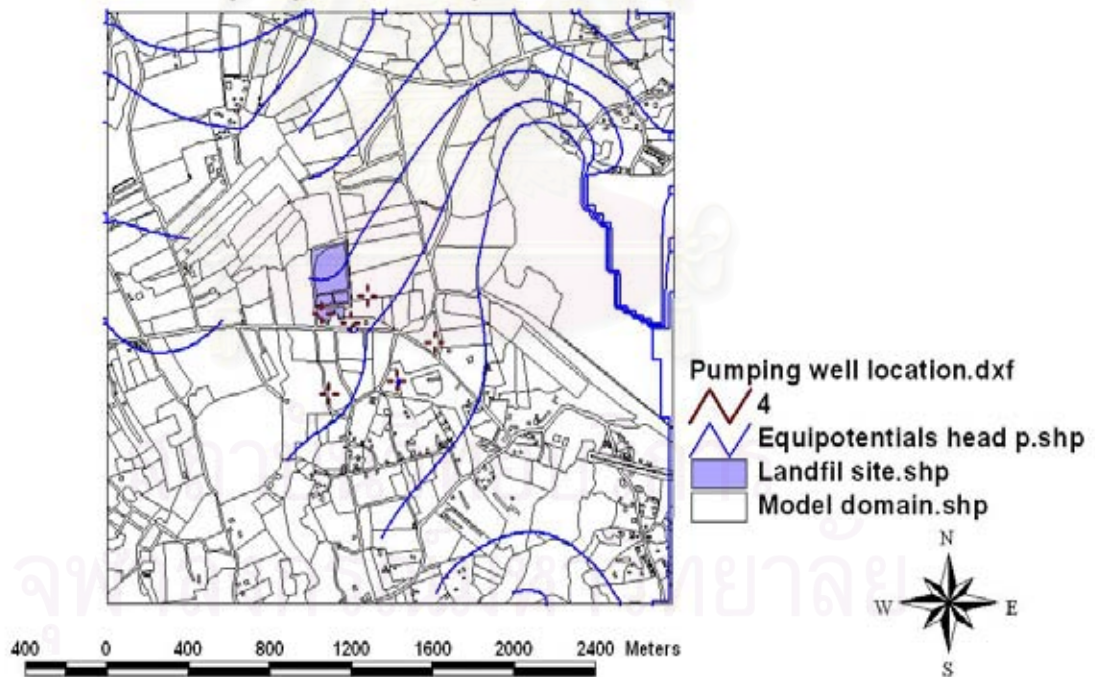 Pumping well location.dxf
4
Equipotentials head p.shp
Landfil site.shp
Model domain.shp
N
W E
S
400 0 400 800 1200 1600 2000 2400 Meters